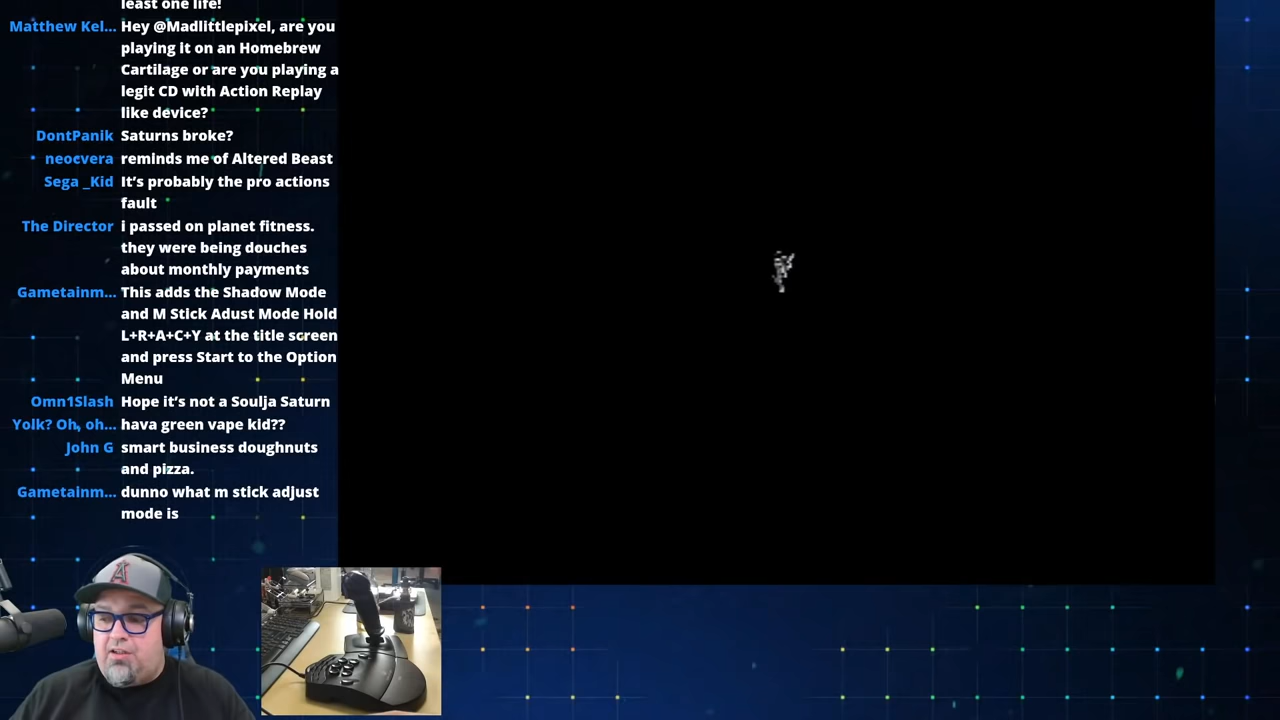 least one life!
Matthew Kel... Hey @Madlittlepixel, are you
playing it on an Homebrew
Cartilage or are you playing a
legit CD with Action Replay
like device?
DontPanik Saturns broke?
neocvera reminds me of Altered Beast
Sega _Kid It’s probably the pro actions
fault
The Director i passed on planet fitness.
they were being douches
about monthly payments
Gametainm... This adds the Shadow Mode
and M Stick Adust Mode Hold
L+R+A+C+Y at the title screen
and press Start to the Option
Menu
Omn1Slash Hope it’s not a Soulja Saturn
Yolk? Oh, oh... hava green vape kid??
John G smart business doughnuts
and pizza.
Gametainm... dunno what m stick adjust
mode is
A